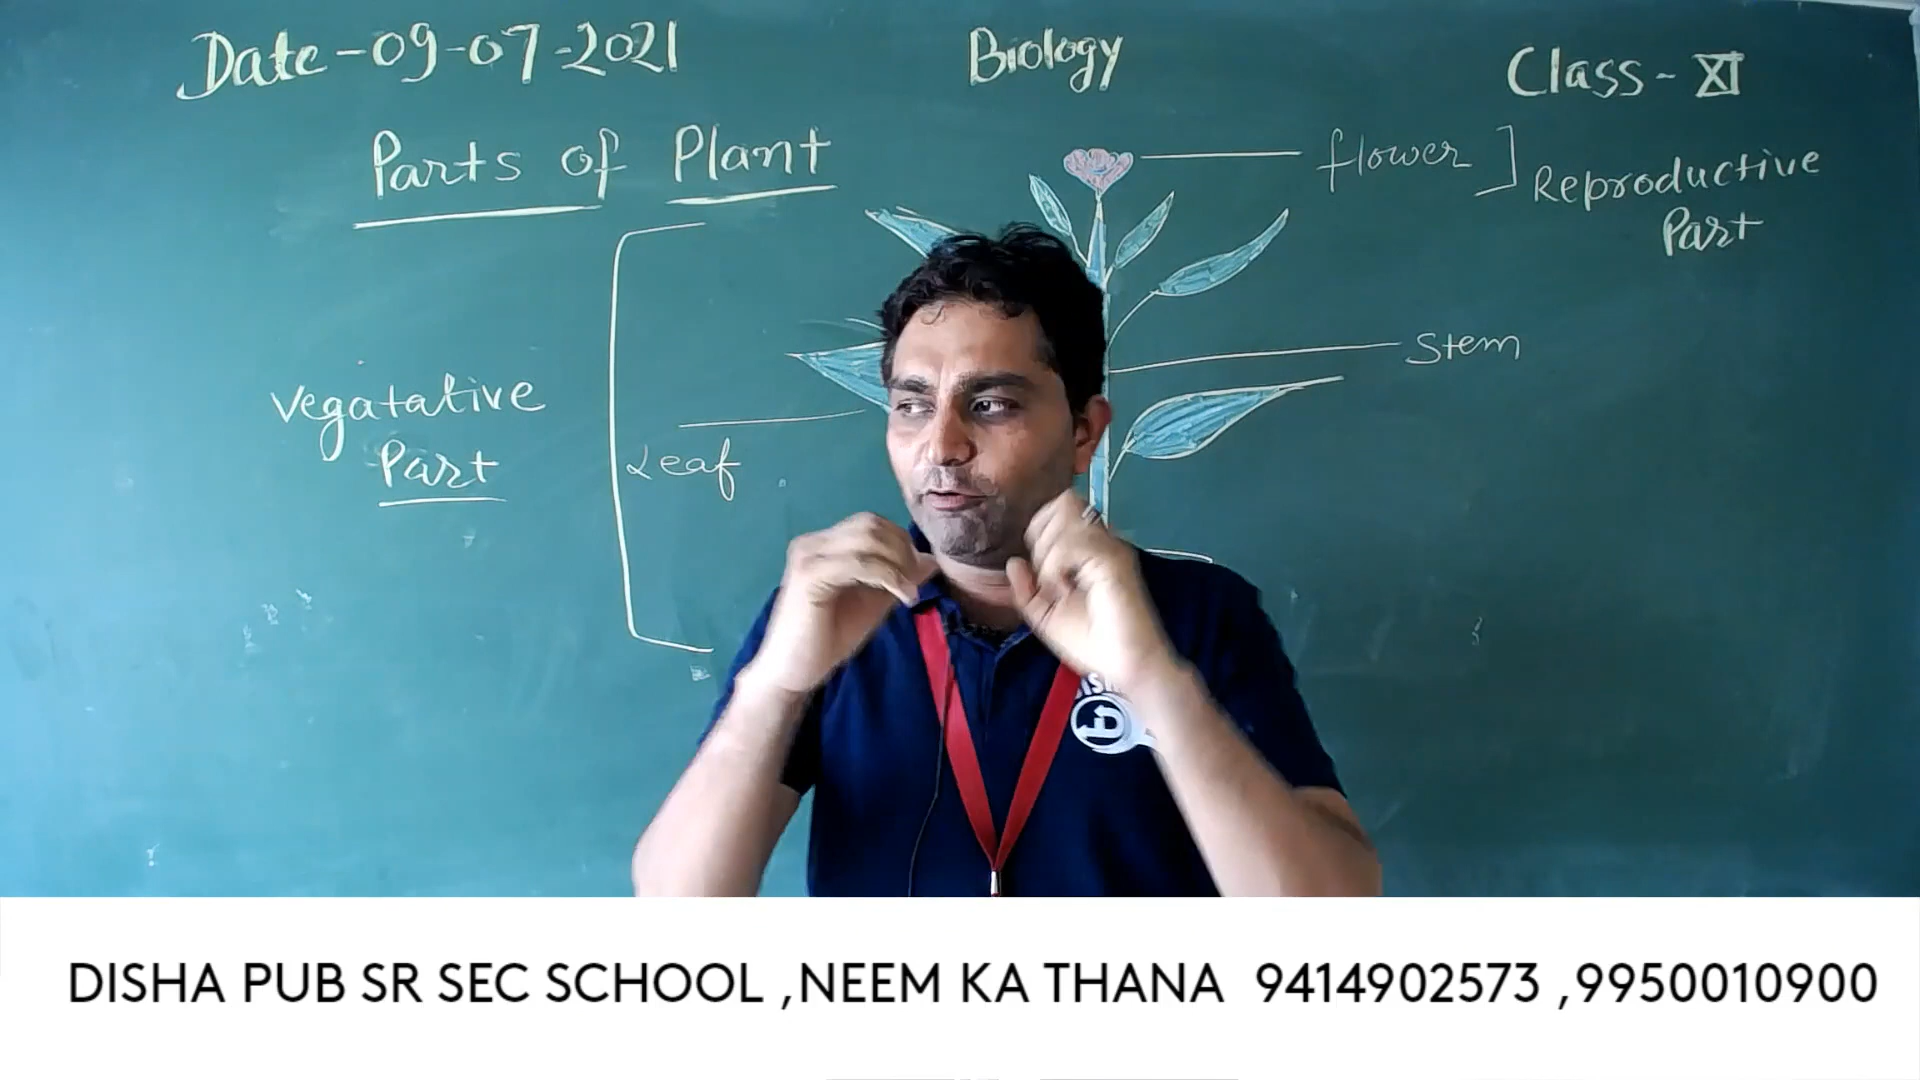 Date-09-07-2021
Biology
Class-XI
Parts of Plant
flower
Reproductive
Part
Stem
Vegatative
Part
Leaf
DISHA PUB SR SEC SCHOOL ,NEEM KA THANA 9414902573 ,9950010900